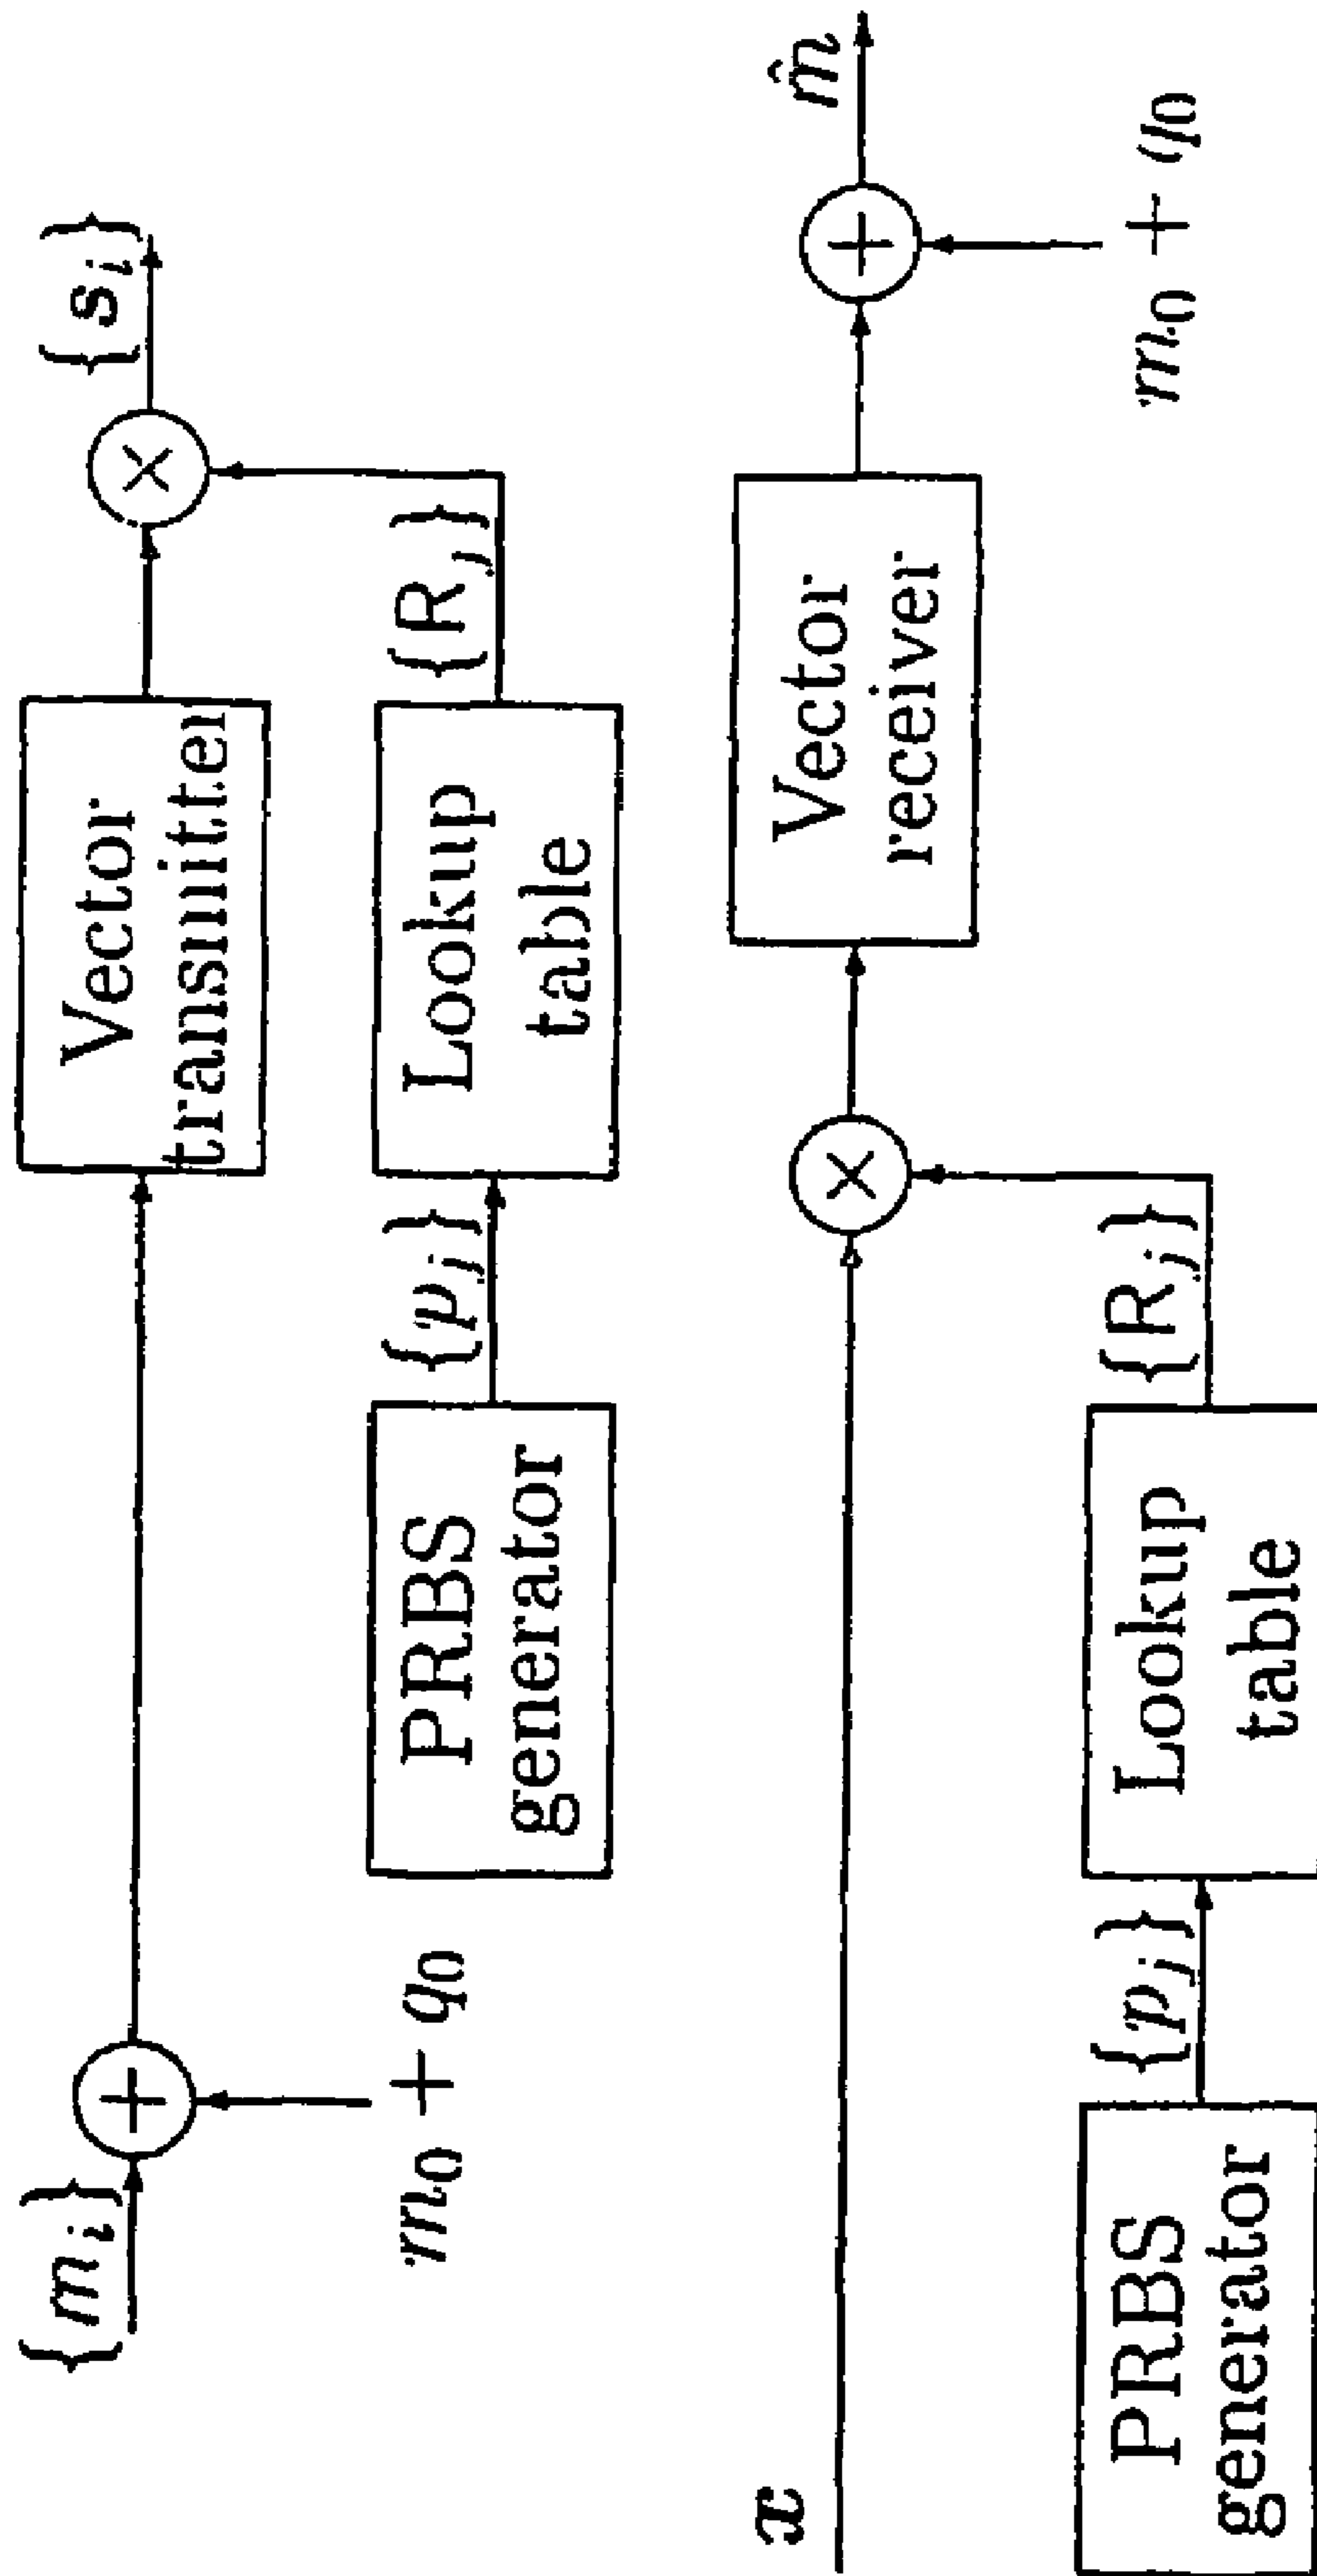 {m_i}
m_0 + q_0
Vector
transmitter
{s_i}
PRBS
generator
{p_j}
Lookup
table
{R_j}
x
Vector
receiver
m̂
m_0 + q_0
PRBS
generator
{p_j}
Lookup
table
{R_j}